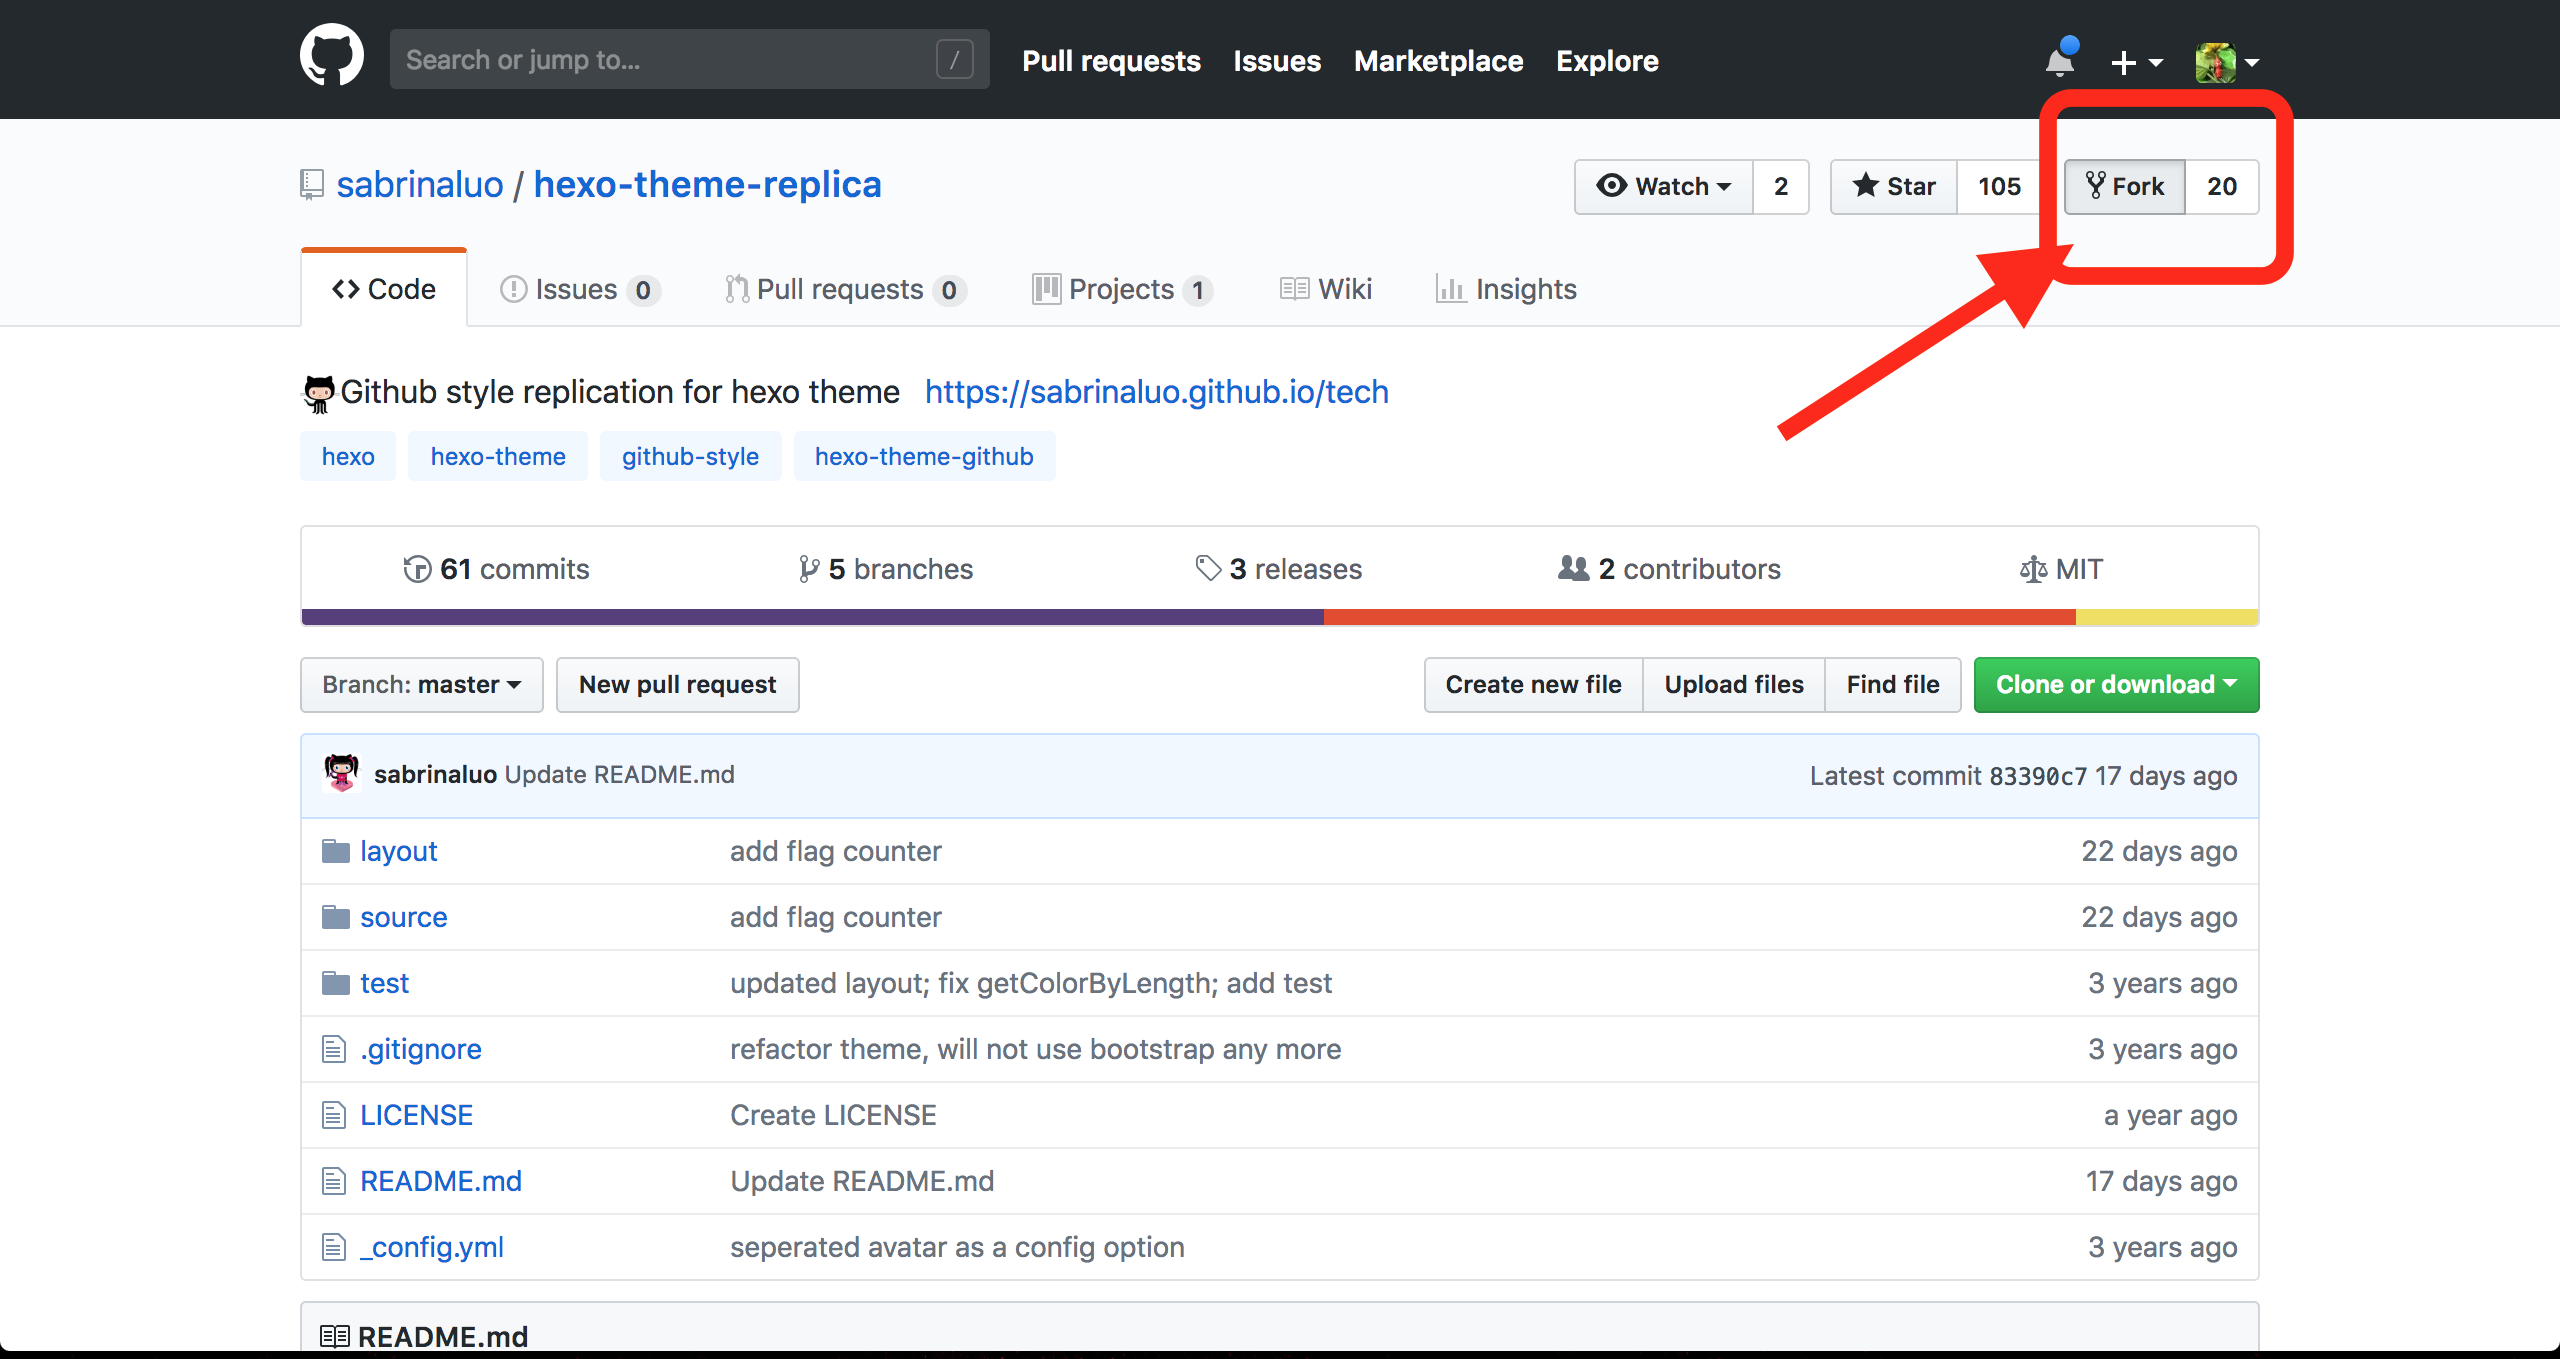 Search or jump to... / Pull requests Issues Marketplace Explore
sabrinaluo / hexo-theme-replica Watch 2 Star 105 Fork 20
Code Issues 0 Pull requests 0 Projects 1 Wiki Insights
Github style replication for hexo theme https://sabrinaluo.github.io/tech
hexo hexo-theme github-style hexo-theme-github
61 commits 5 branches 3 releases 2 contributors MIT
Branch: master New pull request Create new file Upload files Find file Clone or download
sabrinaluo Update README.md Latest commit 83390c7 17 days ago
layout add flag counter 22 days ago
source add flag counter 22 days ago
test updated layout; fix getColorByLength; add test 3 years ago
.gitignore refactor theme, will not use bootstrap any more 3 years ago
LICENSE Create LICENSE a year ago
README.md Update README.md 17 days ago
_config.yml seperated avatar as a config option 3 years ago
README.md